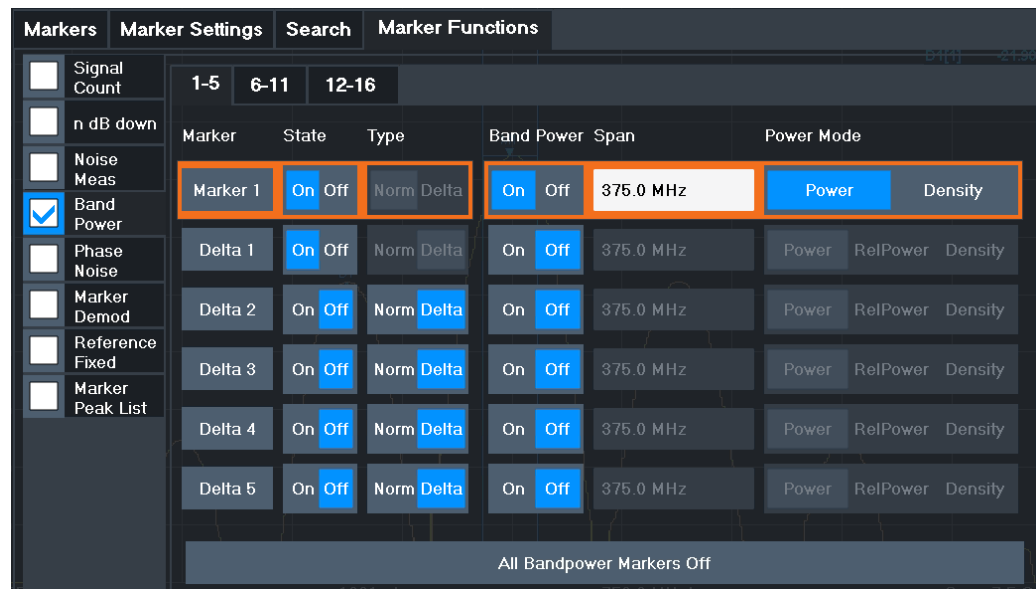 Markers Marker Settings Search Marker Functions
D1[1] -21.90
Signal
Count
n dB down
Noise
Meas
Band
Power
Phase
Noise
Marker
Demod
Reference
Fixed
Marker
Peak List
1-5 6-11 12-16
Marker State Type Band Power Span Power Mode
Marker 1 On Off Norm Delta On Off 375.0 MHz Power Density
Delta 1 On Off Norm Delta On Off 375.0 MHz Power RelPower Density
Delta 2 On Off Norm Delta On Off 375.0 MHz Power RelPower Density
Delta 3 On Off Norm Delta On Off 375.0 MHz Power RelPower Density
Delta 4 On Off Norm Delta On Off 375.0 MHz Power RelPower Density
Delta 5 On Off Norm Delta On Off 375.0 MHz Power RelPower Density
All Bandpower Markers Off